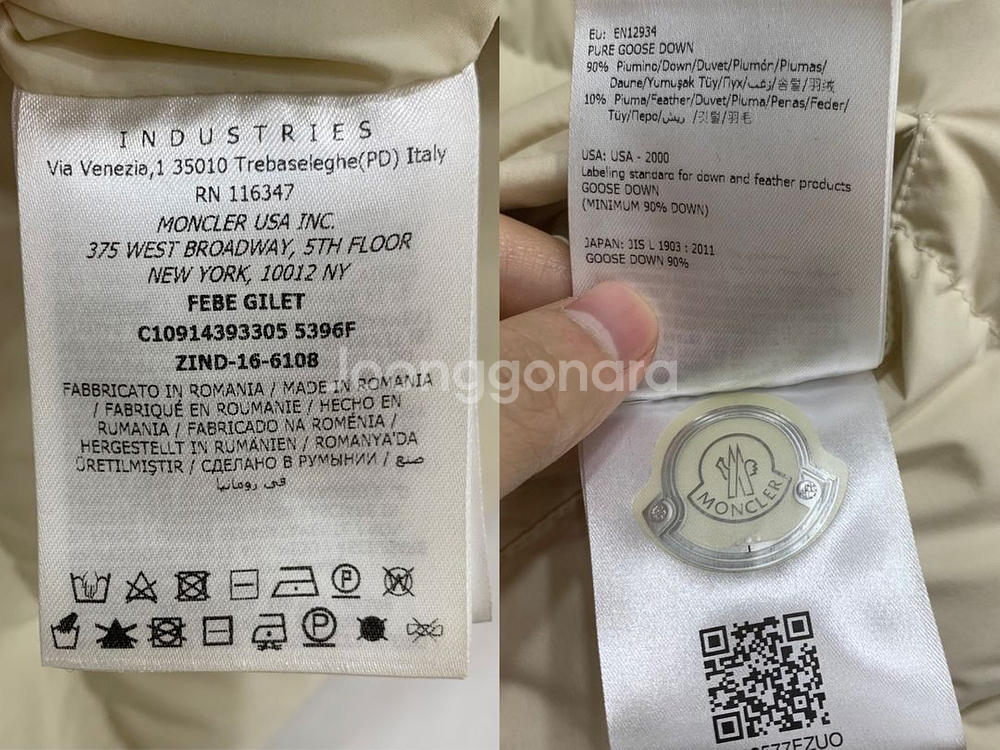 INDUSTRIES
Via Venezia,1 35010 Trebaseleghe(PD) Italy
RN 116347
MONCLER USA INC.
375 WEST BROADWAY, 5TH FLOOR
NEW YORK, 10012 NY
FEBE GILET
C10914393305 5396F
ZIND-16-6108
FABBRICATO IN ROMANIA / MADE IN ROMANIA
/ FABRIQUÉ EN ROUMANIE / HECHO EN
RUMANIA / FABRICADO NA ROMÉNIA /
HERGESTELLT IN RUMÄNIEN / ROMANYA'DA
ÜRETILMIŞTIR / СДЕЛАНО В РУМЫНИИ / صنع
في رومانيا
EU: EN12934
PURE GOOSE DOWN
90% Piumino/Down/Duvet/Plumón/Plumas/
Daune/Yumuşak Tüy/Пух/زغب/솜털/羽绒
10% Piuma/Feather/Duvet/Pluma/Penas/Feder/
Tüy/Перо/ريش /깃털/羽毛
USA: USA - 2000
Labeling standard for down and feather products
GOOSE DOWN
(MINIMUM 90% DOWN)
JAPAN: JIS L 1903 : 2011
GOOSE DOWN 90%
loonggonara
MONCLER